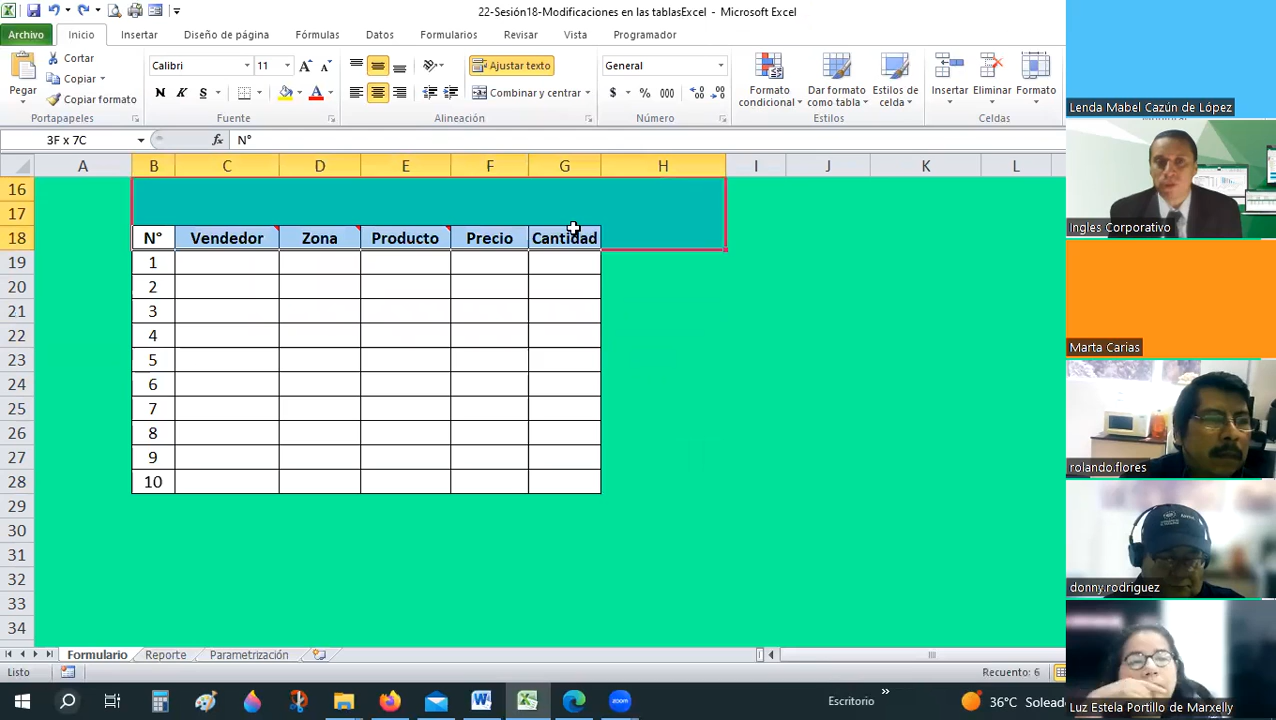 22-Sesión18-Modificaciones en las tablasExcel - Microsoft Excel
Archivo Inicio Insertar Diseño de página Fórmulas Datos Formularios Revisar Vista Programador
Pegar
Cortar
Copiar
Copiar formato
Portapapeles
Calibri 11
N K S
Fuente
Ajustar texto
Combinar y centrar
Alineación
General
$ % 000
Número
Formato condicional
Dar formato como tabla
Estilos de celda
Estilos
Insertar Eliminar Formato
Celdas
3F x 7C fx N°
A B C D E F G H I J K L
16
17
18 N° Vendedor Zona Producto Precio Cantidad
19 1
20 2
21 3
22 4
23 5
24 6
25 7
26 8
27 9
28 10
29
30
31
32
33
34
Formulario Reporte Parametrización
Listo Recuento: 6
Escritorio » 36°C Soleado
Lenda Mabel Cazún de López
Ingles Corporativo
Marta Carias
rolando.flores
donny.rodriguez
Luz Estela Portillo de Marxelly